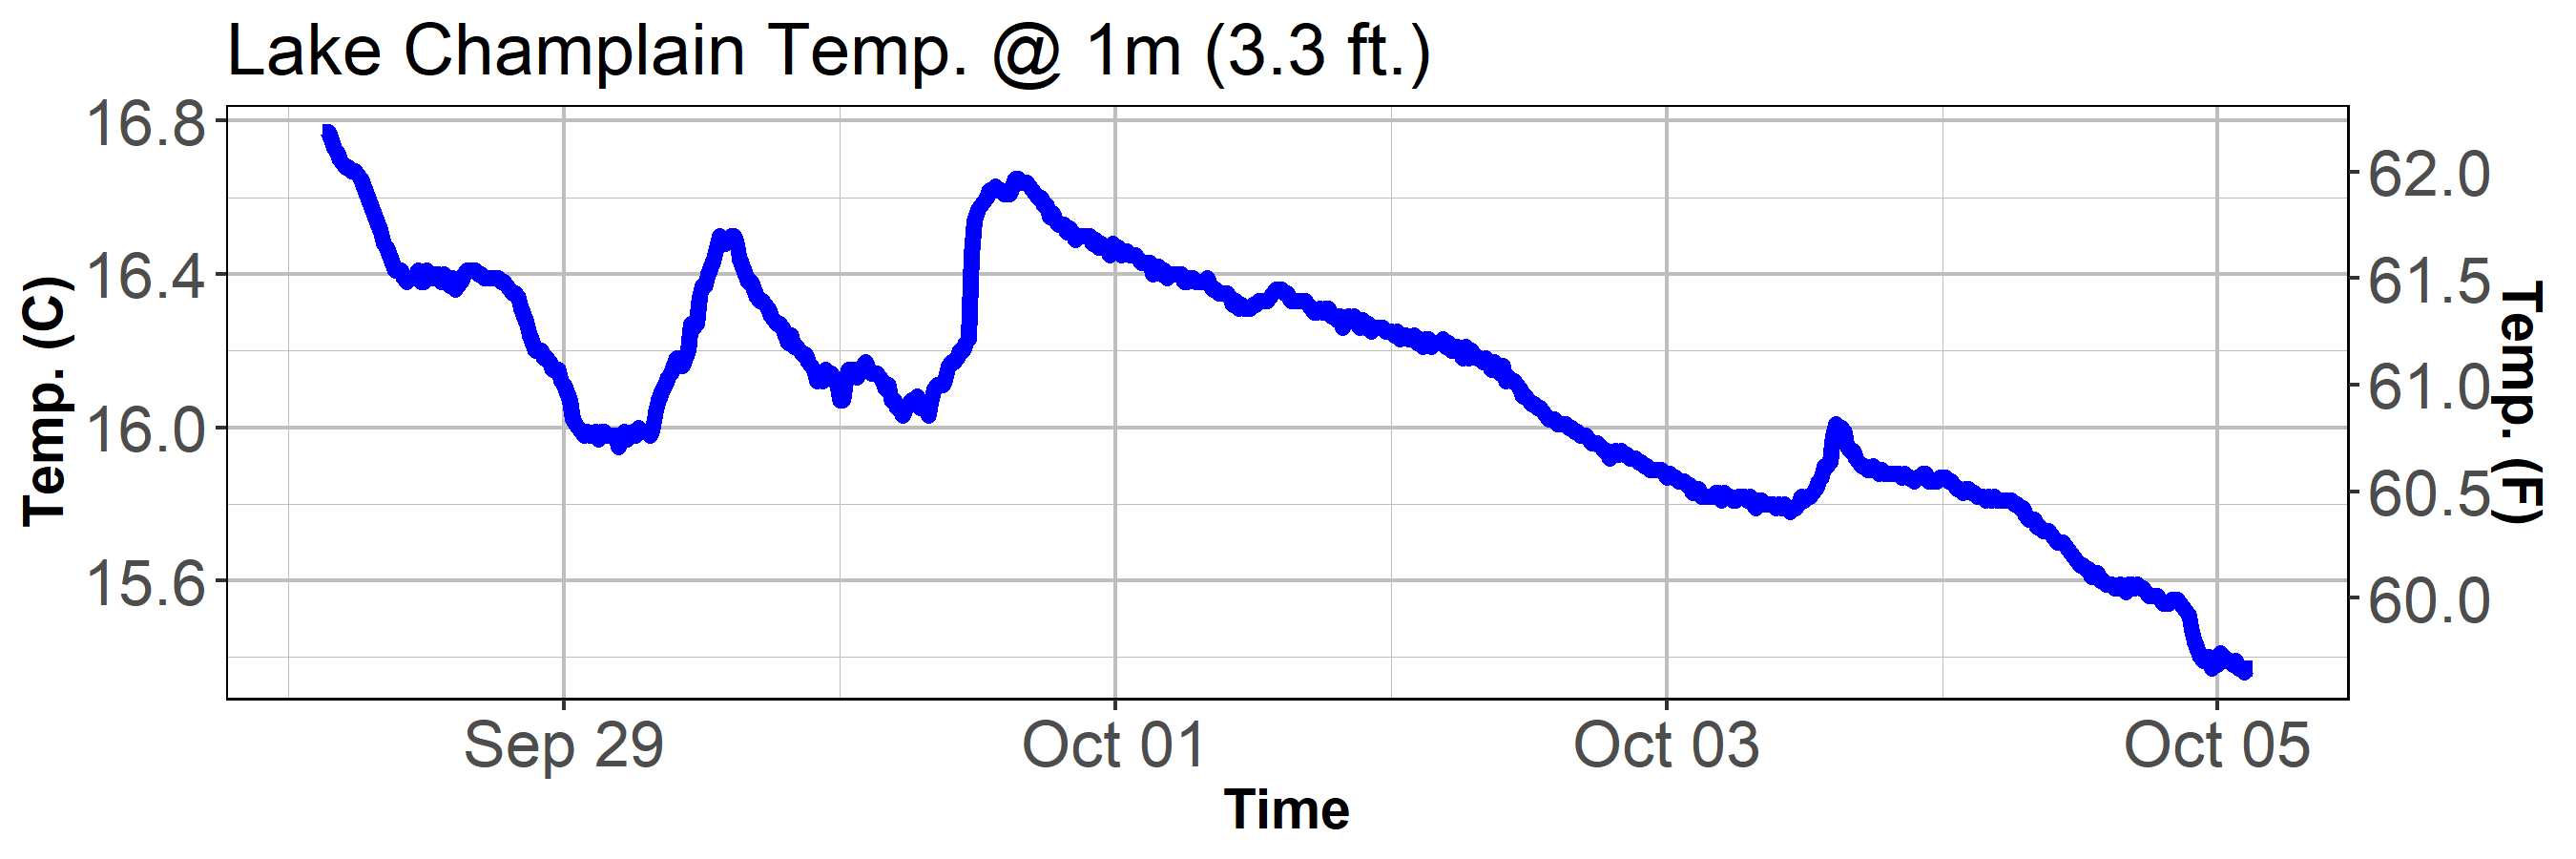 Lake Champlain Temp. @ 1m (3.3 ft.)
16.8
16.4
16.0
15.6
Temp. (C)
62.0
61.5
61.0
60.5
60.0
Temp. (F)
Sep 29
Oct 01
Oct 03
Oct 05
Time